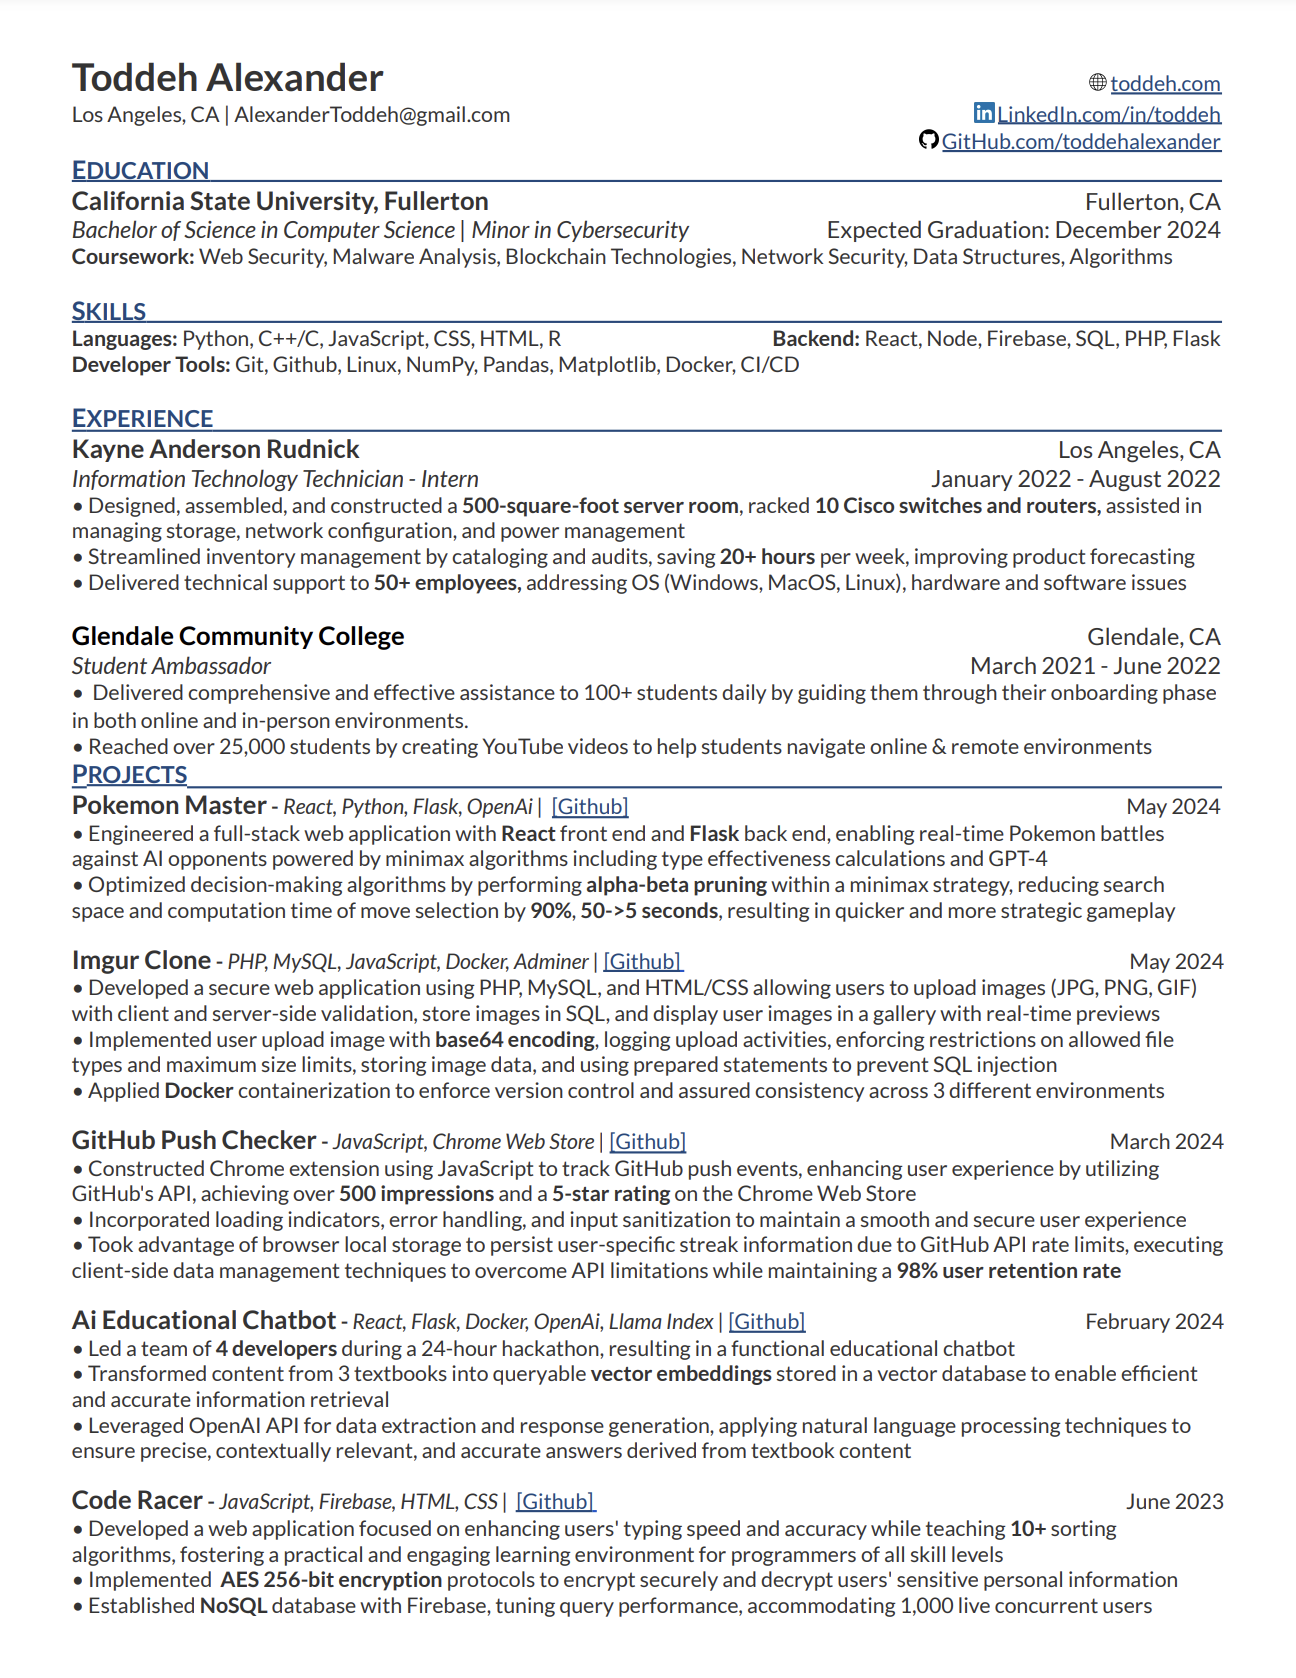 Toddeh Alexander
toddeh.com
Los Angeles, CA | AlexanderToddeh@gmail.com
LinkedIn.com/in/toddeh
GitHub.com/toddehalexander
EDUCATION
California State University, Fullerton Fullerton, CA
Bachelor of Science in Computer Science | Minor in Cybersecurity Expected Graduation: December 2024
Coursework: Web Security, Malware Analysis, Blockchain Technologies, Network Security, Data Structures, Algorithms
SKILLS
Languages: Python, C++/C, JavaScript, CSS, HTML, R Backend: React, Node, Firebase, SQL, PHP, Flask
Developer Tools: Git, Github, Linux, NumPy, Pandas, Matplotlib, Docker, CI/CD
EXPERIENCE
Kayne Anderson Rudnick Los Angeles, CA
Information Technology Technician - Intern January 2022 - August 2022
• Designed, assembled, and constructed a 500-square-foot server room, racked 10 Cisco switches and routers, assisted in
managing storage, network configuration, and power management
• Streamlined inventory management by cataloging and audits, saving 20+ hours per week, improving product forecasting
• Delivered technical support to 50+ employees, addressing OS (Windows, MacOS, Linux), hardware and software issues
Glendale Community College Glendale, CA
Student Ambassador March 2021 - June 2022
• Delivered comprehensive and effective assistance to 100+ students daily by guiding them through their onboarding phase
in both online and in-person environments.
• Reached over 25,000 students by creating YouTube videos to help students navigate online & remote environments
PROJECTS
Pokemon Master - React, Python, Flask, OpenAi | [Github] May 2024
• Engineered a full-stack web application with React front end and Flask back end, enabling real-time Pokemon battles
against AI opponents powered by minimax algorithms including type effectiveness calculations and GPT-4
• Optimized decision-making algorithms by performing alpha-beta pruning within a minimax strategy, reducing search
space and computation time of move selection by 90%, 50->5 seconds, resulting in quicker and more strategic gameplay
Imgur Clone - PHP, MySQL, JavaScript, Docker, Adminer | [Github] May 2024
• Developed a secure web application using PHP, MySQL, and HTML/CSS allowing users to upload images (JPG, PNG, GIF)
with client and server-side validation, store images in SQL, and display user images in a gallery with real-time previews
• Implemented user upload image with base64 encoding, logging upload activities, enforcing restrictions on allowed file
types and maximum size limits, storing image data, and using prepared statements to prevent SQL injection
• Applied Docker containerization to enforce version control and assured consistency across 3 different environments
GitHub Push Checker - JavaScript, Chrome Web Store | [Github] March 2024
• Constructed Chrome extension using JavaScript to track GitHub push events, enhancing user experience by utilizing
GitHub's API, achieving over 500 impressions and a 5-star rating on the Chrome Web Store
• Incorporated loading indicators, error handling, and input sanitization to maintain a smooth and secure user experience
• Took advantage of browser local storage to persist user-specific streak information due to GitHub API rate limits, executing
client-side data management techniques to overcome API limitations while maintaining a 98% user retention rate
Ai Educational Chatbot - React, Flask, Docker, OpenAi, Llama Index | [Github] February 2024
• Led a team of 4 developers during a 24-hour hackathon, resulting in a functional educational chatbot
• Transformed content from 3 textbooks into queryable vector embeddings stored in a vector database to enable efficient
and accurate information retrieval
• Leveraged OpenAI API for data extraction and response generation, applying natural language processing techniques to
ensure precise, contextually relevant, and accurate answers derived from textbook content
Code Racer - JavaScript, Firebase, HTML, CSS | [Github] June 2023
• Developed a web application focused on enhancing users' typing speed and accuracy while teaching 10+ sorting
algorithms, fostering a practical and engaging learning environment for programmers of all skill levels
• Implemented AES 256-bit encryption protocols to encrypt securely and decrypt users' sensitive personal information
• Established NoSQL database with Firebase, tuning query performance, accommodating 1,000 live concurrent users